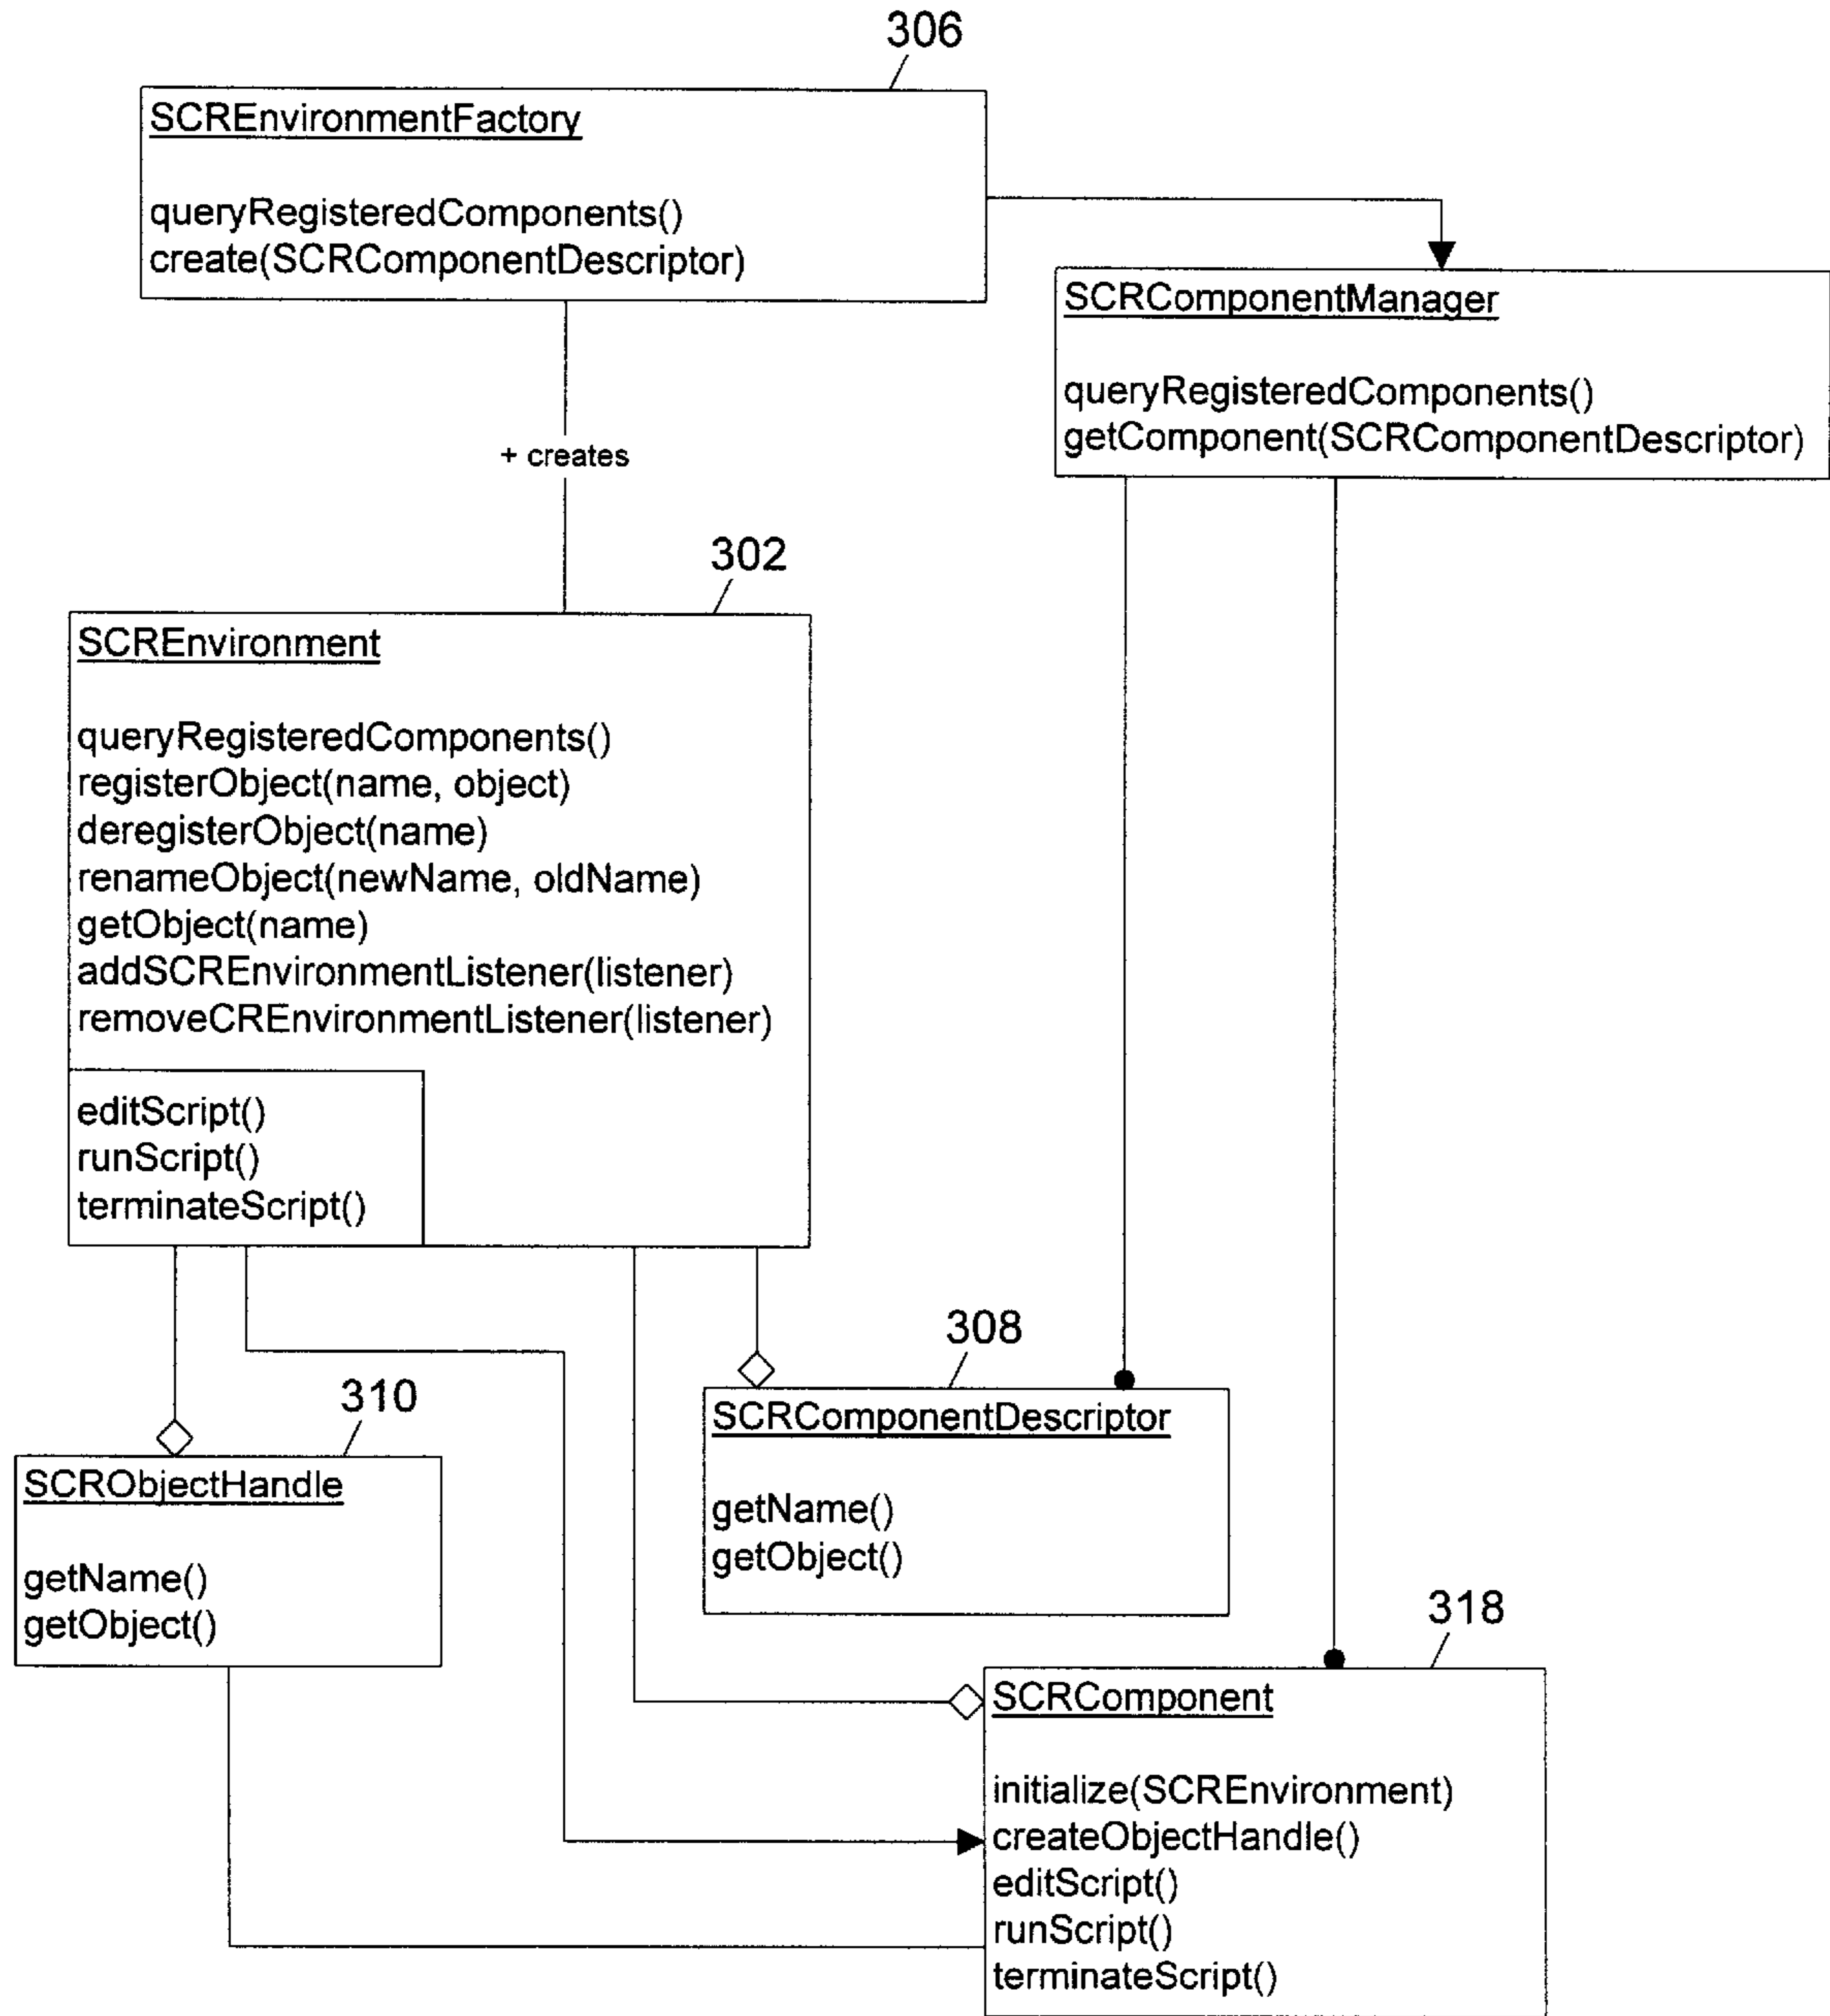 306
SCREnvironmentFactory
queryRegisteredComponents()
create(SCRComponentDescriptor)
SCRComponentManager
queryRegisteredComponents()
getComponent(SCRComponentDescriptor)
+ creates
302
SCREnvironment
queryRegisteredComponents()
registerObject(name, object)
deregisterObject(name)
renameObject(newName, oldName)
getObject(name)
addSCREnvironmentListener(listener)
removeCREnvironmentListener(listener)
editScript()
runScript()
terminateScript()
308
SCRComponentDescriptor
getName()
getObject()
310
SCRObjectHandle
getName()
getObject()
318
SCRComponent
initialize(SCREnvironment)
createObjectHandle()
editScript()
runScript()
terminateScript()